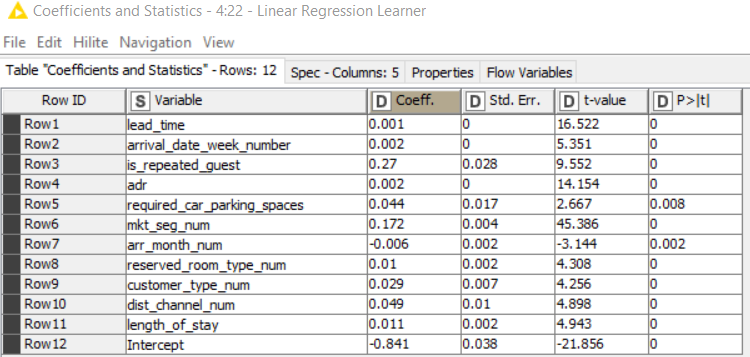 Coefficients and Statistics - 4:22 - Linear Regression Learner
File Edit Hilite Navigation View
Table "Coefficients and Statistics" - Rows: 12 Spec - Columns: 5 Properties Flow Variables
Row ID S Variable D Coeff. D Std. Err. D t-value D P>|t|
Row1 lead_time 0.001 0 16.522 0
Row2 arrival_date_week_number 0.002 0 5.351 0
Row3 is_repeated_guest 0.27 0.028 9.552 0
Row4 adr 0.002 0 14.154 0
Row5 required_car_parking_spaces 0.044 0.017 2.667 0.008
Row6 mkt_seg_num 0.172 0.004 45.386 0
Row7 arr_month_num -0.006 0.002 -3.144 0.002
Row8 reserved_room_type_num 0.01 0.002 4.308 0
Row9 customer_type_num 0.029 0.007 4.256 0
Row10 dist_channel_num 0.049 0.01 4.898 0
Row11 length_of_stay 0.011 0.002 4.943 0
Row12 Intercept -0.841 0.038 -21.856 0